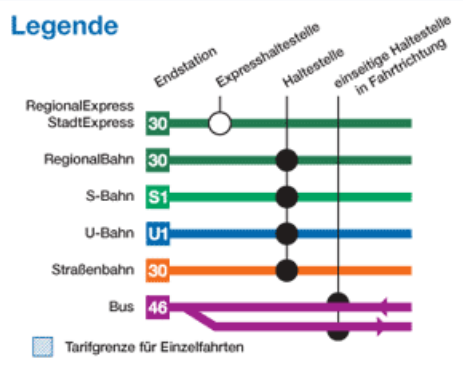 Legende
Endstation
Expresshaltestelle
Haltestelle
einseitige Haltestelle
in Fahrtrichtung
RegionalExpress
StadtExpress 30
RegionalBahn 30
S-Bahn S1
U-Bahn U1
Straßenbahn 30
Bus 46
Tarifgrenze für Einzelfahrten